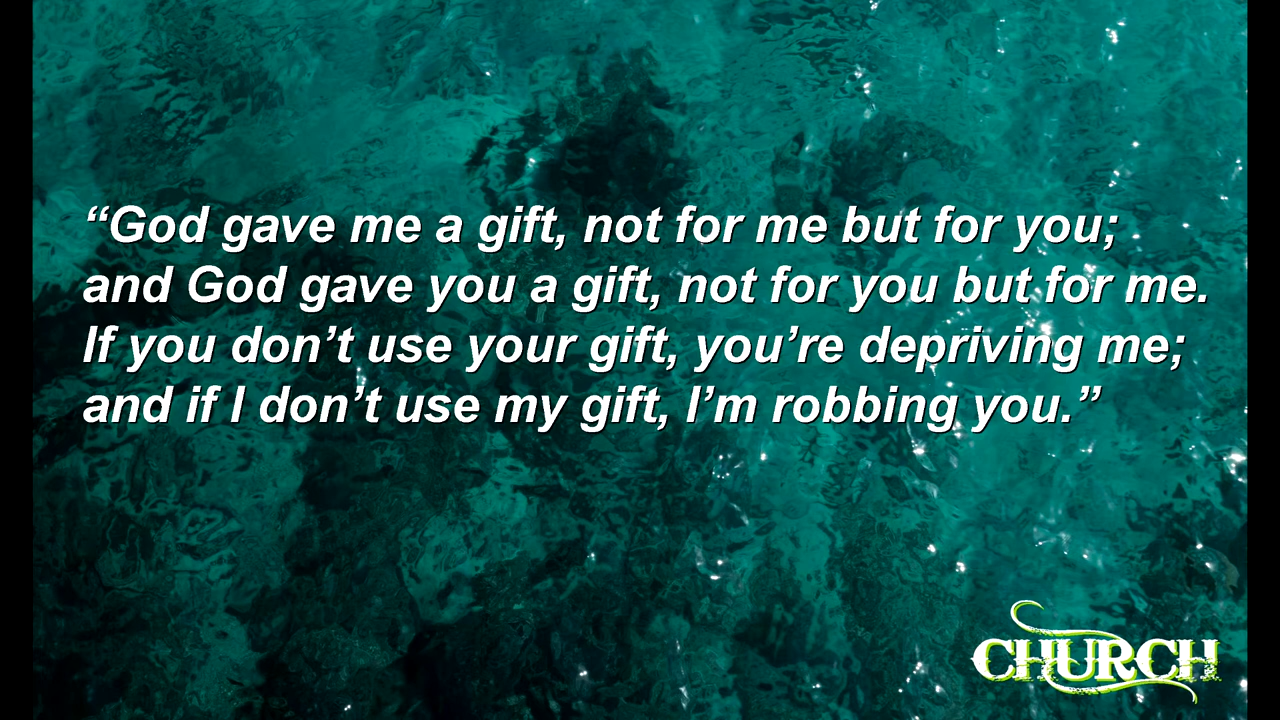 “God gave me a gift, not for me but for you;
and God gave you a gift, not for you but for me.
If you don’t use your gift, you’re depriving me;
and if I don’t use my gift, I’m robbing you.”
CHURCH